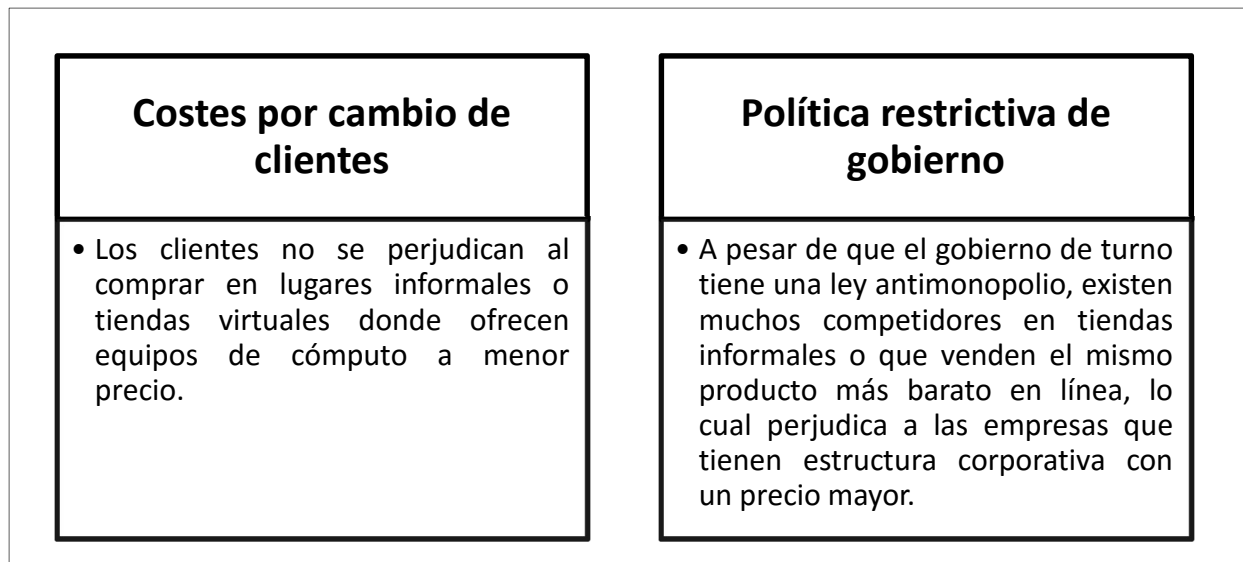 Costes por cambio de
clientes
• Los clientes no se perjudican al
comprar en lugares informales o
tiendas virtuales donde ofrecen
equipos de cómputo a menor
precio.
Política restrictiva de
gobierno
• A pesar de que el gobierno de turno
tiene una ley antimonopolio, existen
muchos competidores en tiendas
informales o que venden el mismo
producto más barato en línea, lo
cual perjudica a las empresas que
tienen estructura corporativa con
un precio mayor.